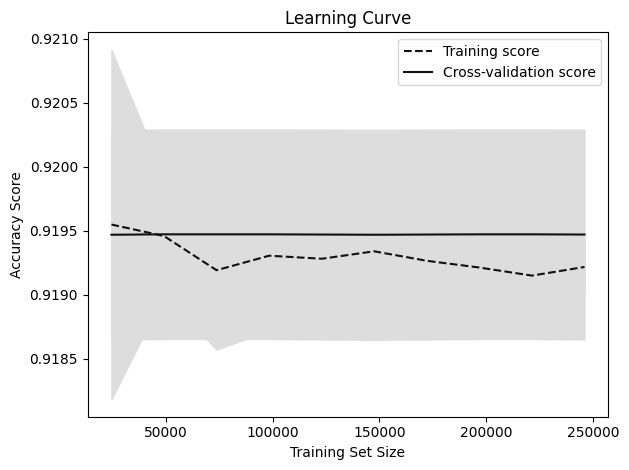 Learning Curve
0.9210
0.9205
0.9200
0.9195
0.9190
0.9185
Accuracy Score
Training score
Cross-validation score
50000
100000
150000
200000
250000
Training Set Size